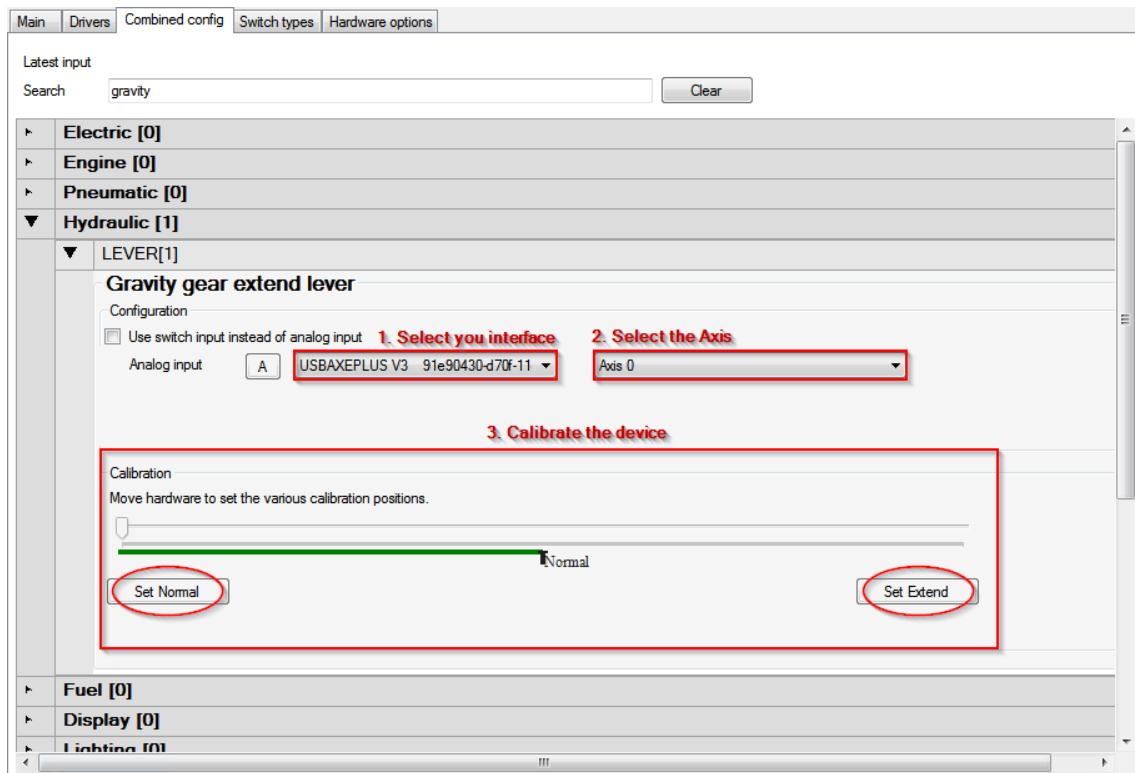 Main Drivers Combined config Switch types Hardware options
Latest input
Search gravity Clear
Electric [0]
Engine [0]
Pneumatic [0]
Hydraulic [1]
LEVER[1]
Gravity gear extend lever
Configuration
Use switch input instead of analog input 1. Select you interface 2. Select the Axis
Analog input A USBAXEPLUS V3 91e90430-d70f-11 Axis 0
3. Calibrate the device
Calibration
Move hardware to set the various calibration positions.
Normal
Set Normal Set Extend
Fuel [0]
Display [0]
Lighting [0]